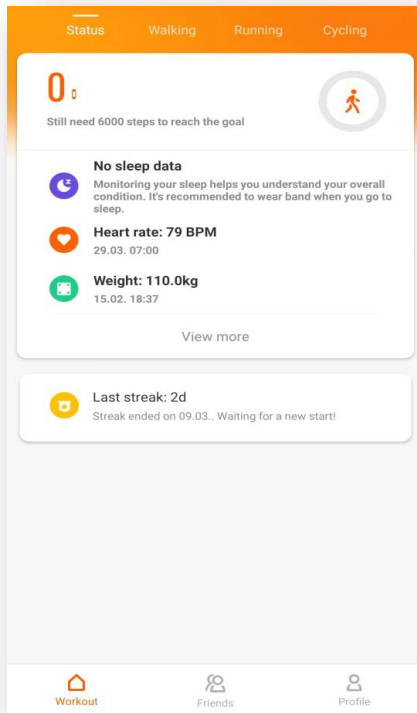 Status Walking Running Cycling
0
Still need 6000 steps to reach the goal
No sleep data
Monitoring your sleep helps you understand your overall
condition. It's recommended to wear band when you go to
sleep.
Heart rate: 79 BPM
29.03. 07:00
Weight: 110.0kg
15.02. 18:37
View more
Last streak: 2d
Streak ended on 09.03.. Waiting for a new start!
Workout Friends Profile